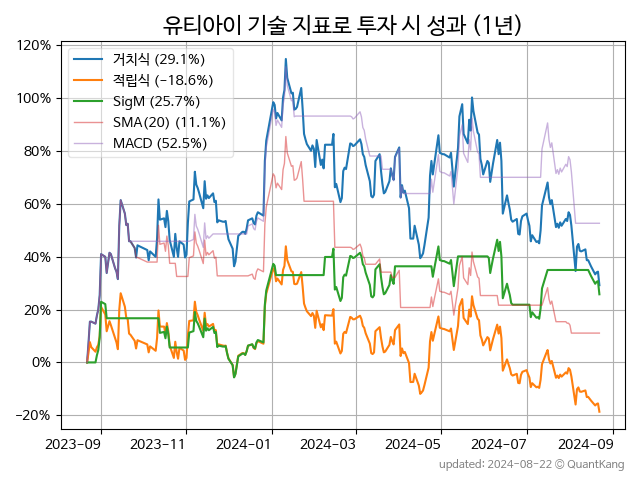 유티아이 기술 지표로 투자 시 성과 (1년)
120%
100%
80%
60%
40%
20%
0%
−20%
거치식 (29.1%)
적립식 (−18.6%)
SigM (25.7%)
SMA(20) (11.1%)
MACD (52.5%)
2023-09
2023-11
2024-01
2024-03
2024-05
2024-07
2024-09
updated: 2024-08-22 © QuantKang